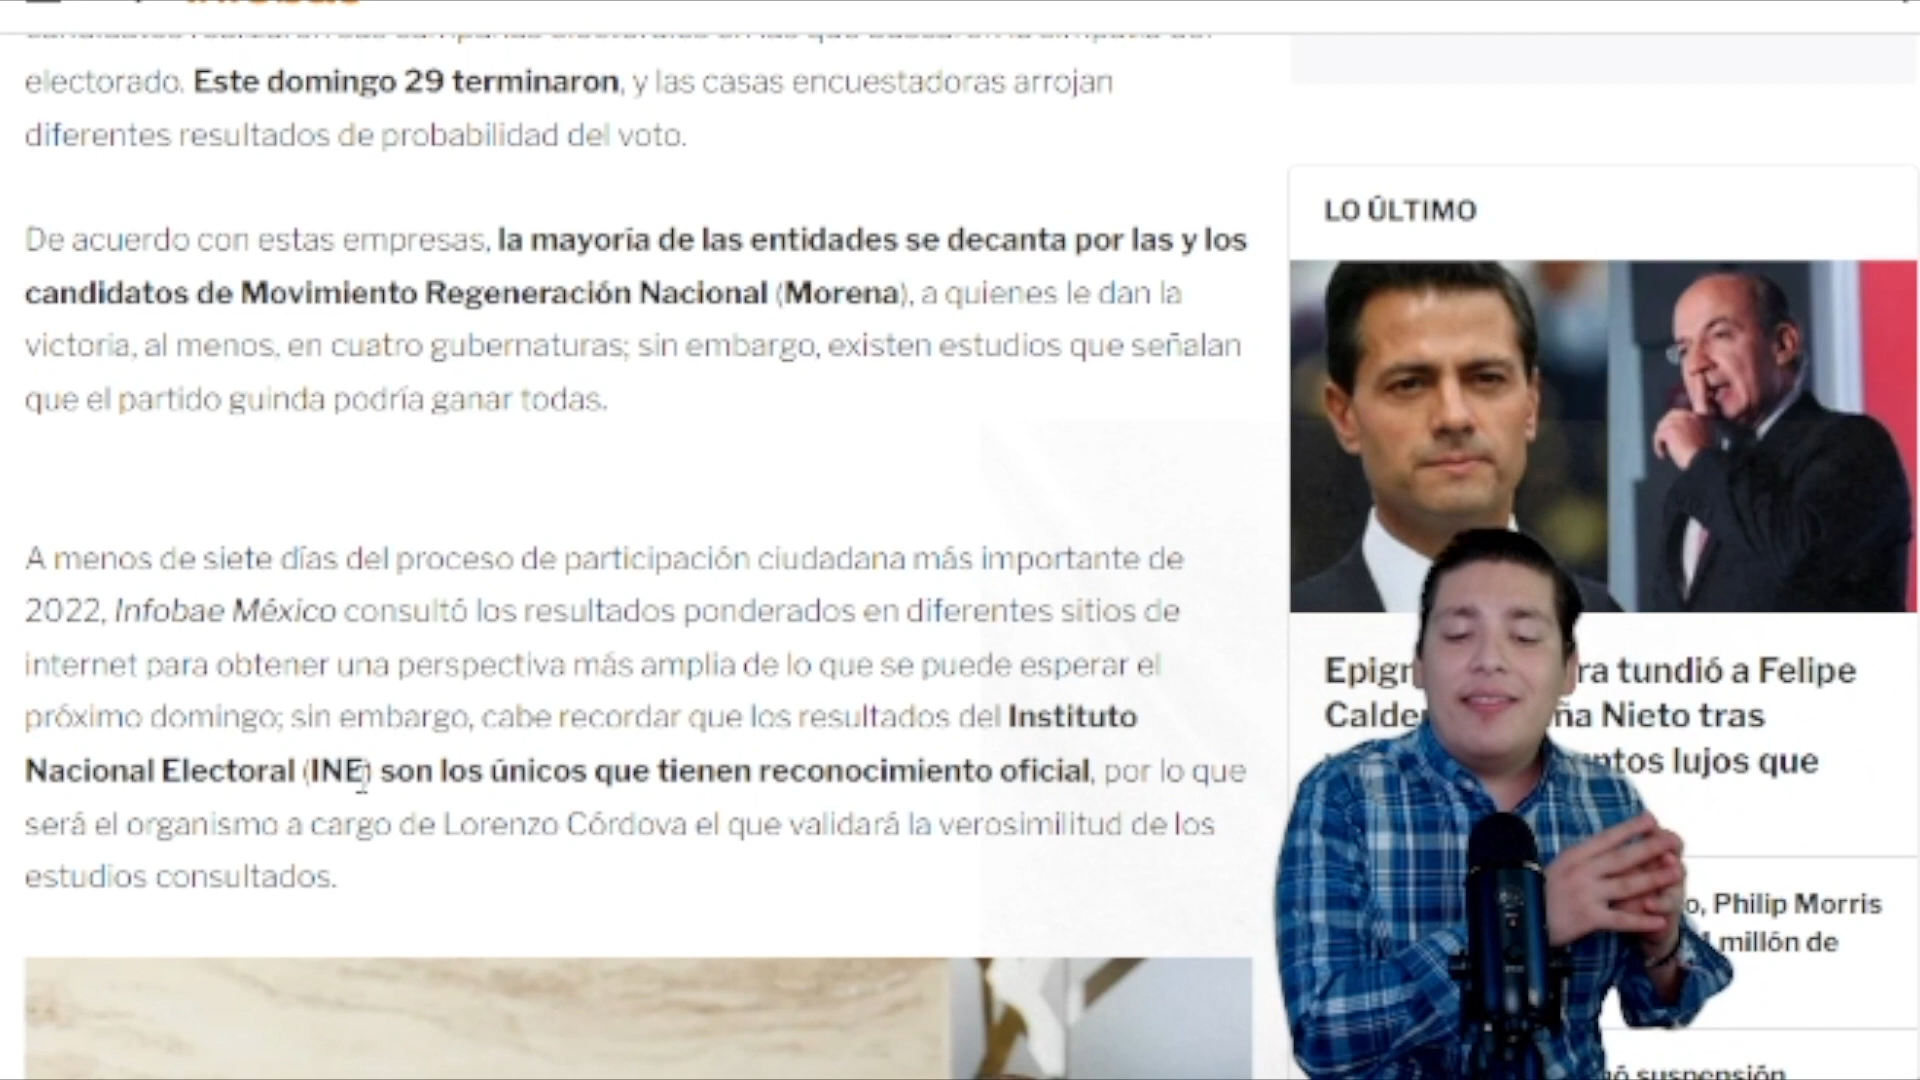 electorado. Este domingo 29 terminaron, y las casas encuestadoras arrojan
diferentes resultados de probabilidad del voto.
De acuerdo con estas empresas, la mayoría de las entidades se decanta por las y los
candidatos de Movimiento Regeneración Nacional (Morena), a quienes le dan la
victoria, al menos, en cuatro gubernaturas; sin embargo, existen estudios que señalan
que el partido guinda podría ganar todas.
A menos de siete días del proceso de participación ciudadana más importante de
2022, Infobae México consultó los resultados ponderados en diferentes sitios de
internet para obtener una perspectiva más amplia de lo que se puede esperar el
próximo domingo; sin embargo, cabe recordar que los resultados del Instituto
Nacional Electoral (INE) son los únicos que tienen reconocimiento oficial, por lo que
será el organismo a cargo de Lorenzo Córdova el que validará la verosimilitud de los
estudios consultados.
LO ÚLTIMO
tundió a Felipe
Nieto tras
lujos que
Philip Morris
millón de
suspensión